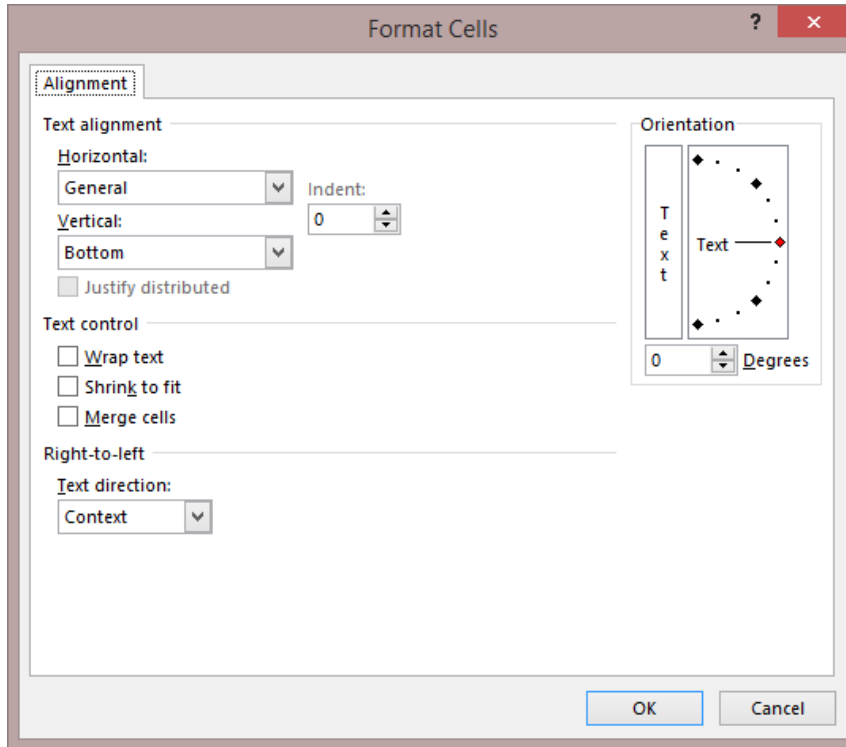 Format Cells
?
Alignment
Text alignment
Horizontal:
General
Indent:
0
Vertical:
Bottom
Justify distributed
Text control
Wrap text
Shrink to fit
Merge cells
Right-to-left
Text direction:
Context
Orientation
Text
Text
0 Degrees
OK Cancel